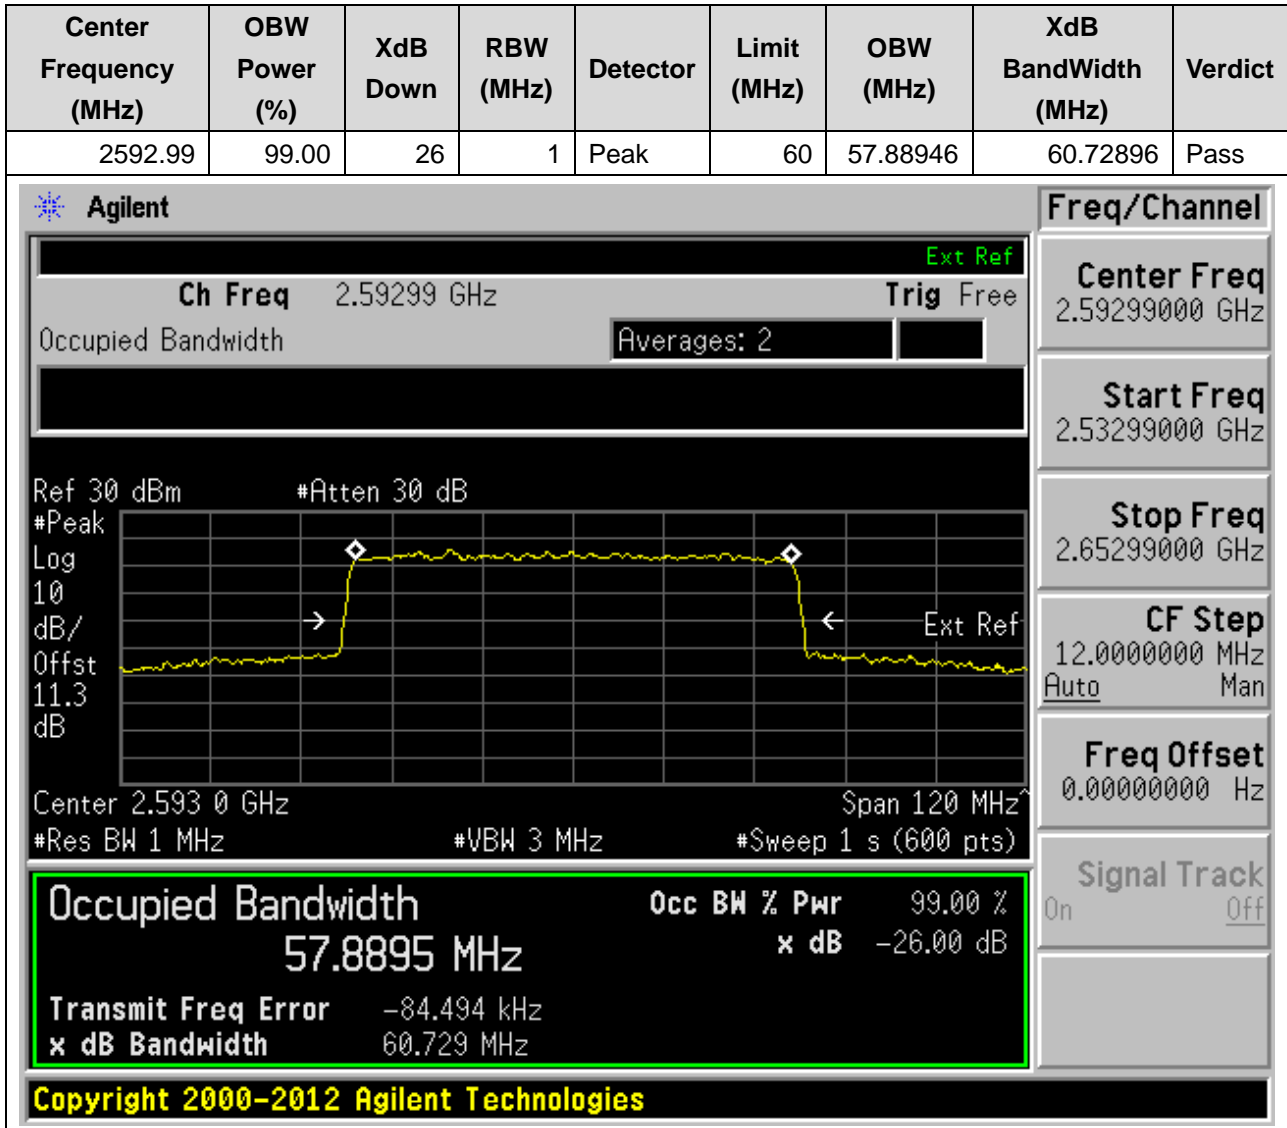 Center Frequency (MHz) OBW Power (%) XdB Down RBW (MHz) Detector Limit (MHz) OBW (MHz) XdB BandWidth (MHz) Verdict
2592.99 99.00 26 1 Peak 60 57.88946 60.72896 Pass
Agilent
Freq/Channel
Ext Ref
Ch Freq 2.59299 GHz Trig Free
Occupied Bandwidth Averages: 2
Ref 30 dBm #Atten 30 dB
#Peak
Log
10
dB/
Offst
11.3
dB
Ext Ref
Center 2.593 0 GHz Span 120 MHz^
#Res BW 1 MHz #VBW 3 MHz #Sweep 1 s (600 pts)
Occupied Bandwidth
57.8895 MHz
Occ BW % Pwr 99.00 %
x dB -26.00 dB
Transmit Freq Error -84.494 kHz
x dB Bandwidth 60.729 MHz
Center Freq
2.59299000 GHz
Start Freq
2.53299000 GHz
Stop Freq
2.65299000 GHz
CF Step
12.0000000 MHz
Auto Man
Freq Offset
0.00000000 Hz
Signal Track
On Off
Copyright 2000-2012 Agilent Technologies